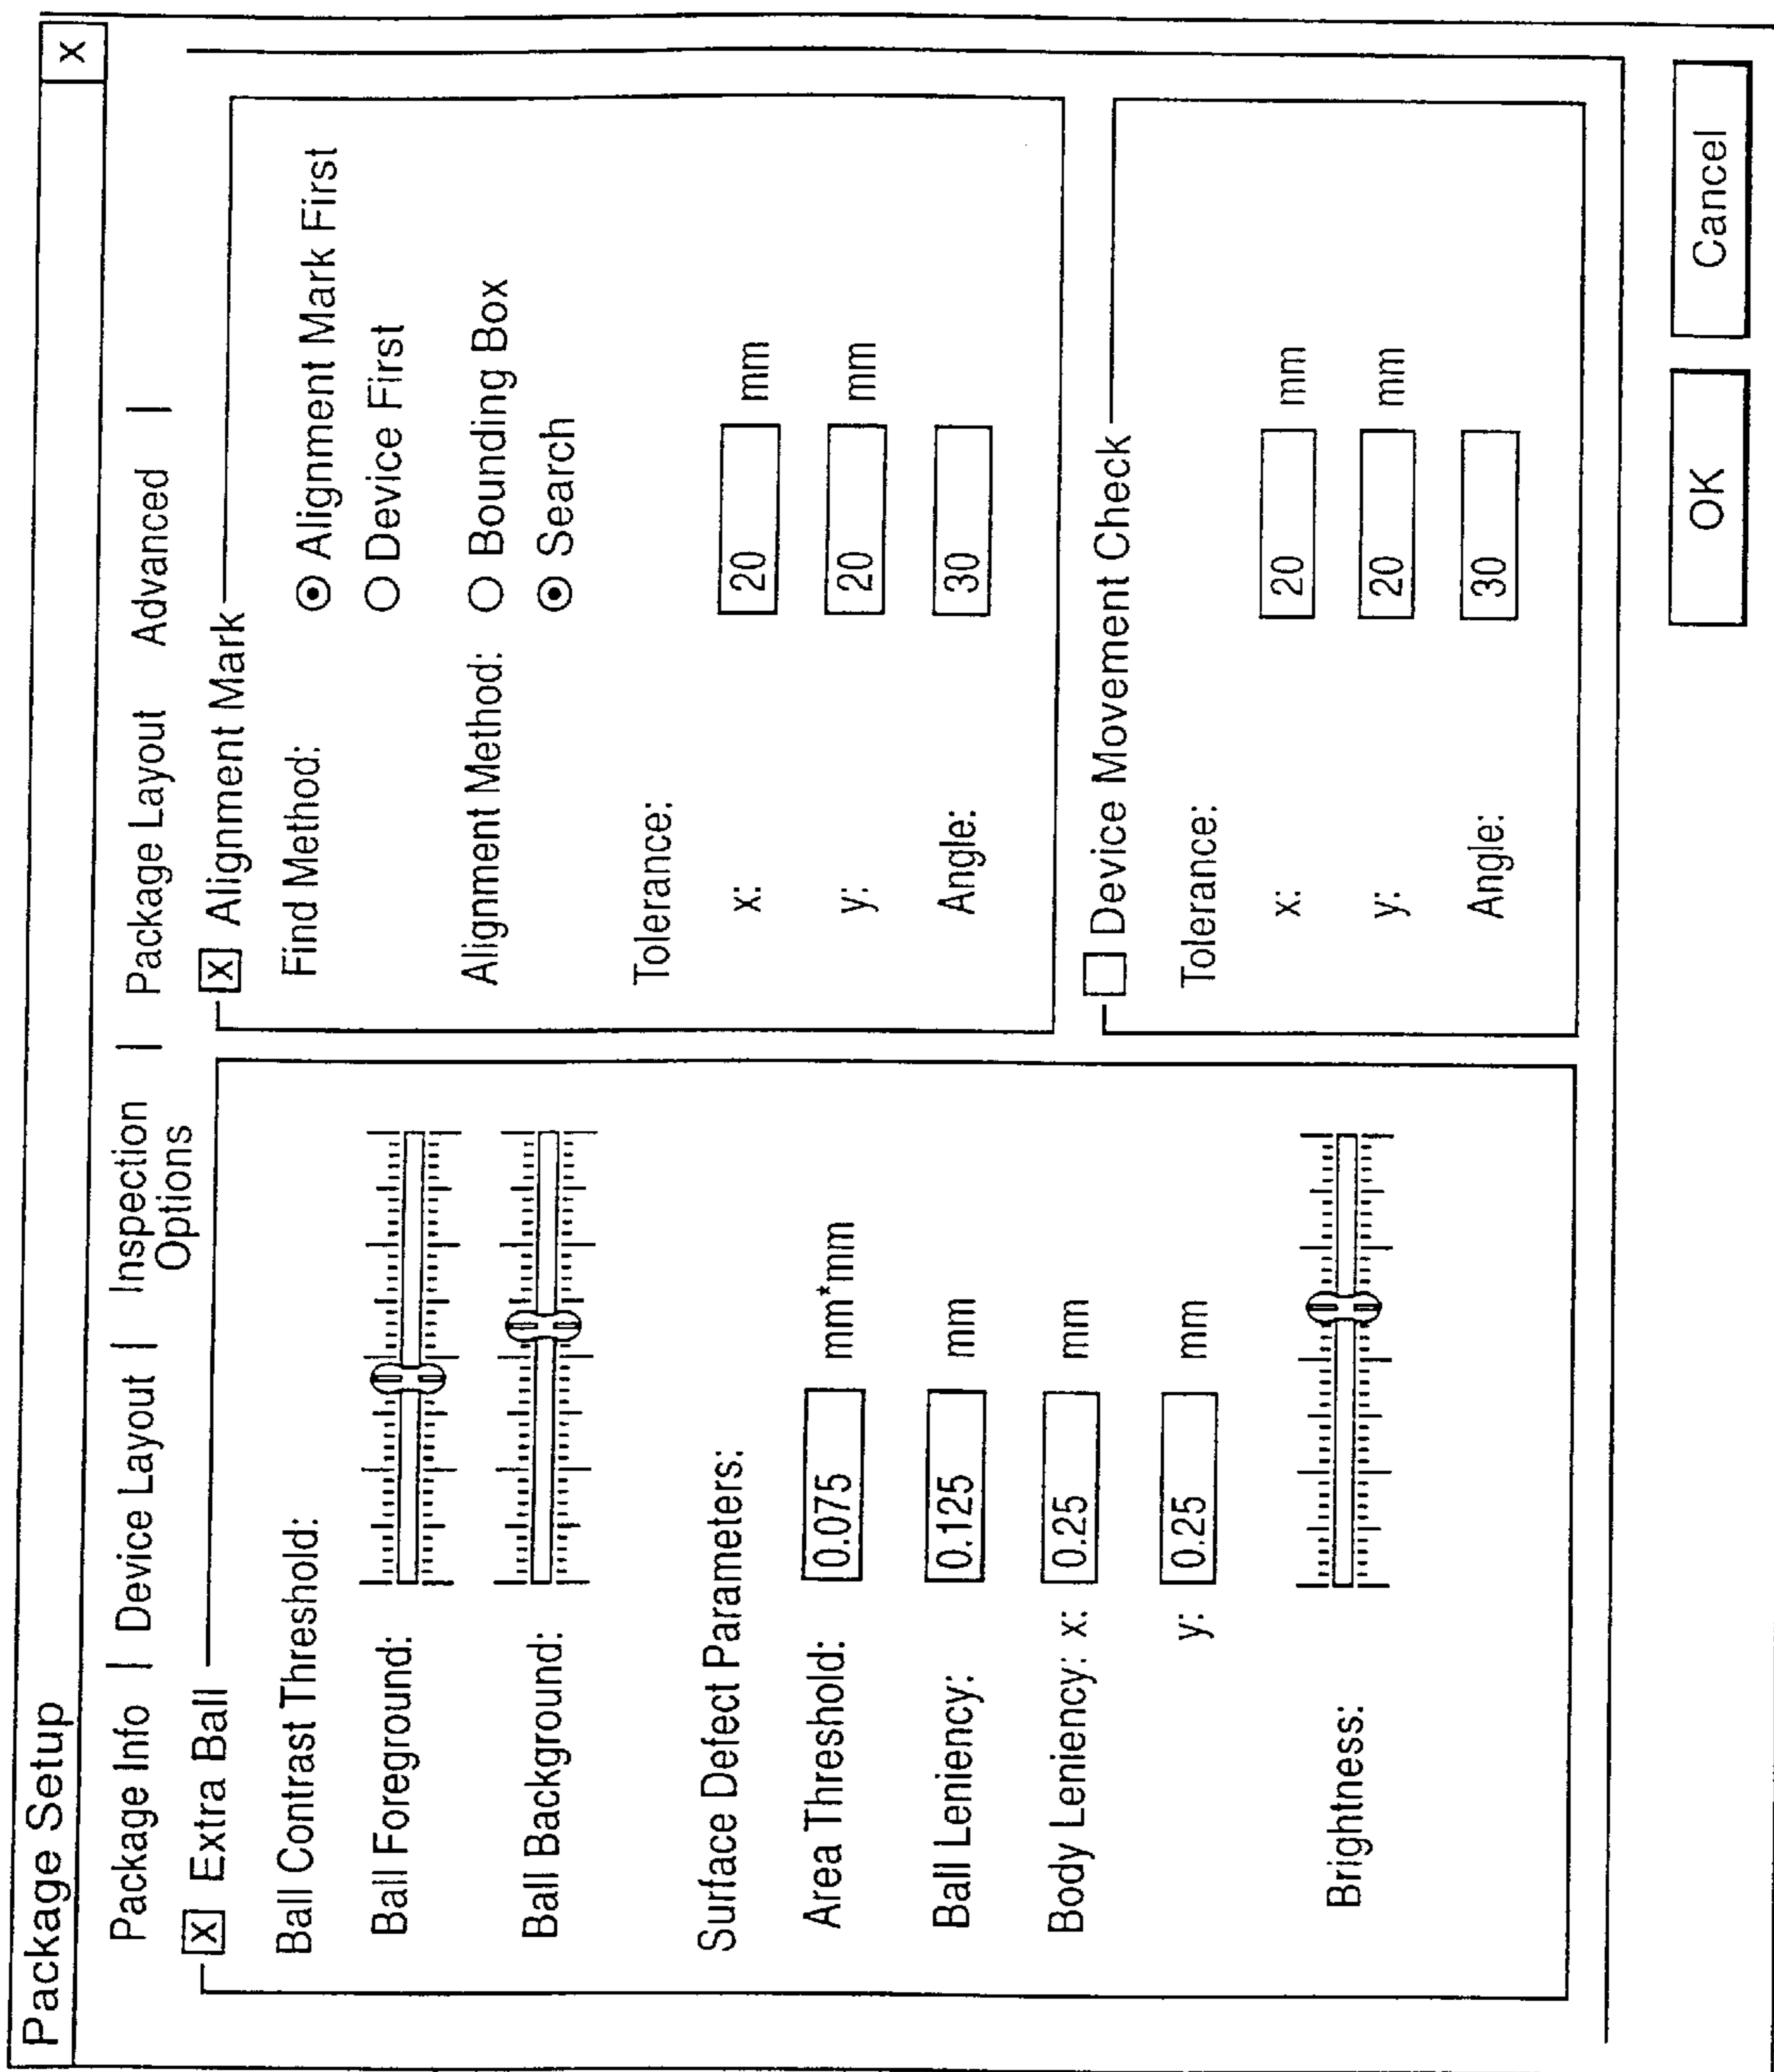 Package Setup
X
Package Info | Device Layout | Inspection Options | Package Layout Advanced |
[X] Extra Ball
Ball Contrast Threshold:
Ball Foreground:
Ball Background:
Surface Defect Parameters:
Area Threshold: 0.075 mm*mm
Ball Leniency: 0.125 mm
Body Leniency: x: 0.25 mm
y: 0.25 mm
Brightness:
[X] Alignment Mark
Find Method: Alignment Mark First
Device First
Alignment Method: Bounding Box
Search
Tolerance:
x: 20 mm
y: 20 mm
Angle: 30
Device Movement Check
Tolerance:
x: 20 mm
y: 20 mm
Angle: 30
OK Cancel